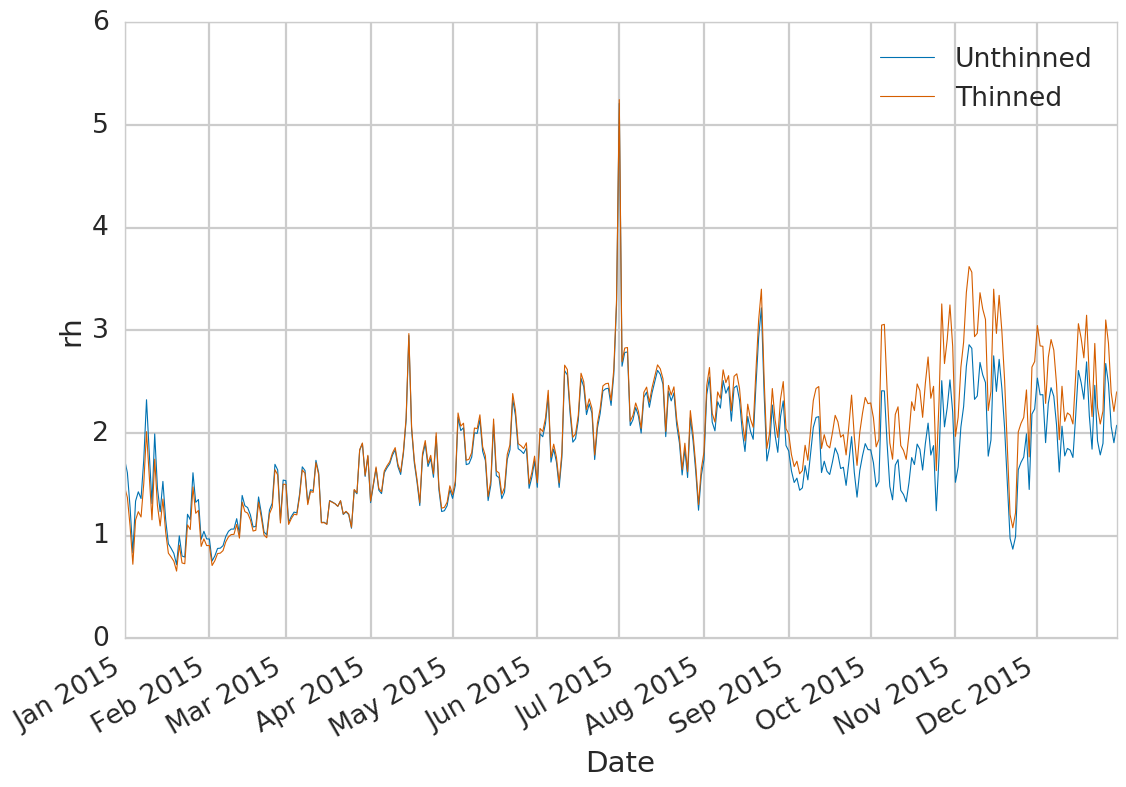 6
5
4
3
2
1
0
rh
Unthinned
Thinned
Jan 2015
Feb 2015
Mar 2015
Apr 2015
May 2015
Jun 2015
Jul 2015
Aug 2015
Sep 2015
Oct 2015
Nov 2015
Dec 2015
Date